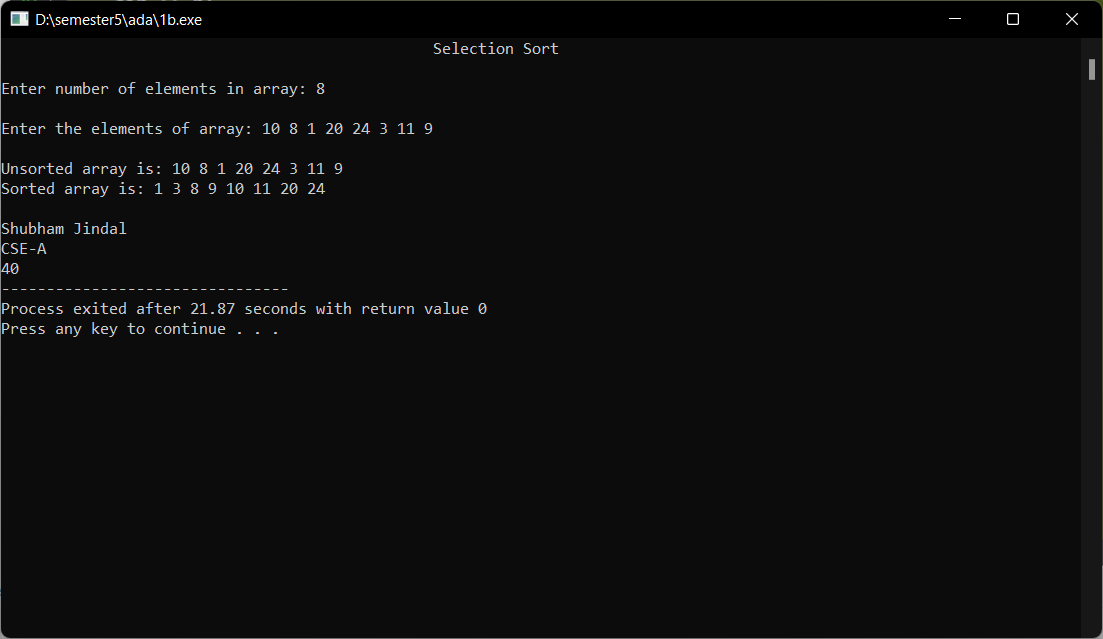 D:\semester5\ada\1b.exe
Selection Sort
Enter number of elements in array: 8
Enter the elements of array: 10 8 1 20 24 3 11 9
Unsorted array is: 10 8 1 20 24 3 11 9
Sorted array is: 1 3 8 9 10 11 20 24
Shubham Jindal
CSE-A
40
--------------------------------
Process exited after 21.87 seconds with return value 0
Press any key to continue . . .